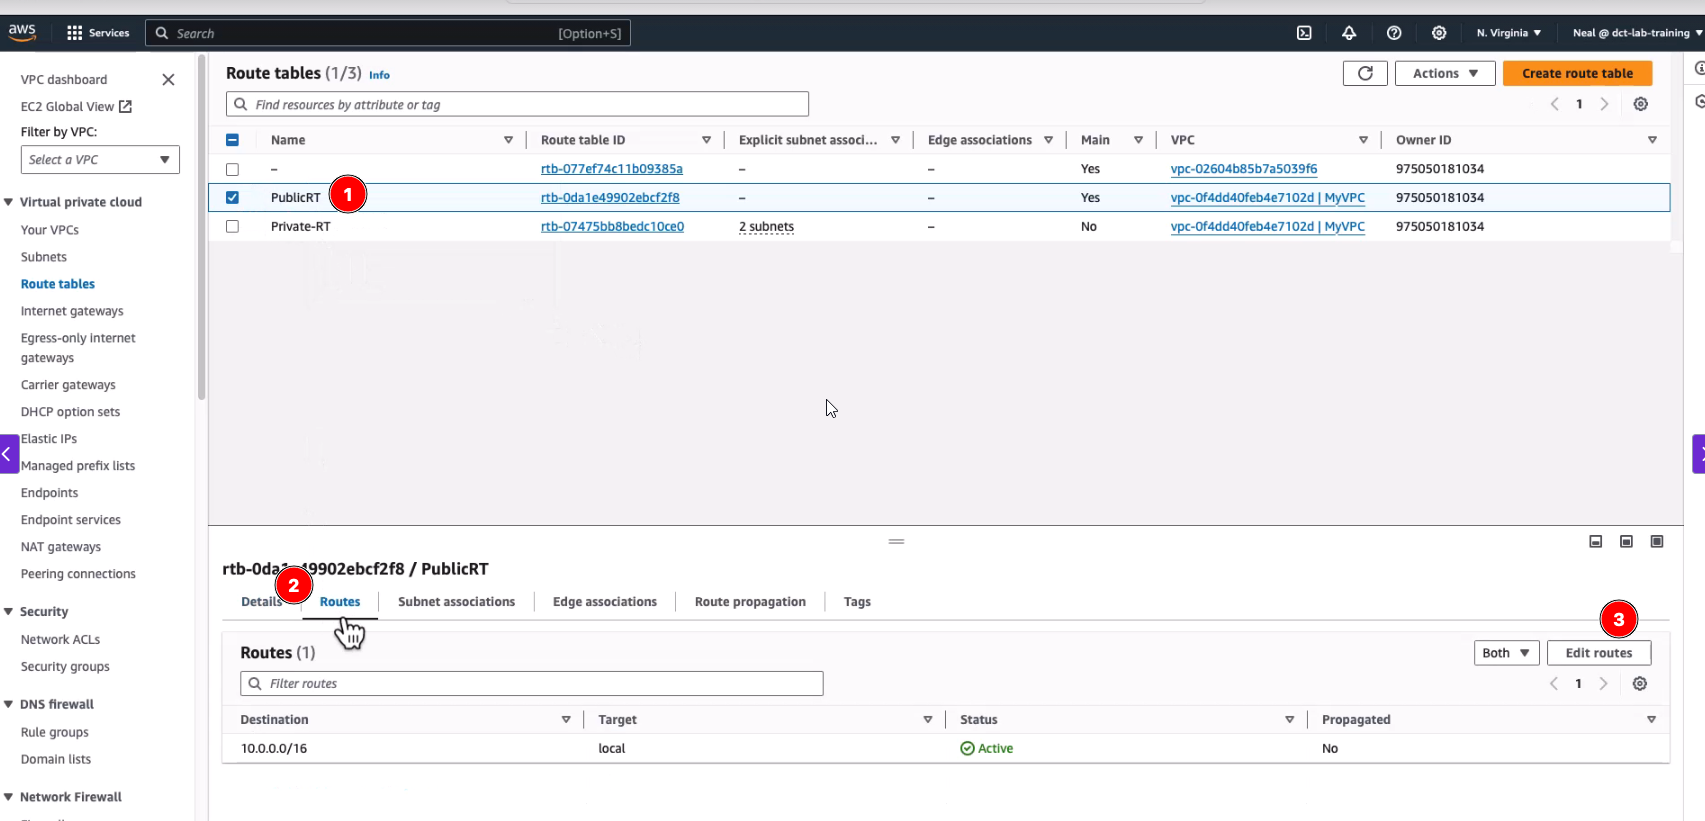 aws Services Search [Option+S] N. Virginia Neal @ dct-lab-training
VPC dashboard
EC2 Global View
Filter by VPC:
Select a VPC
Virtual private cloud
Your VPCs
Subnets
Route tables
Internet gateways
Egress-only internet
gateways
Carrier gateways
DHCP option sets
Elastic IPs
Managed prefix lists
Endpoints
Endpoint services
NAT gateways
Peering connections
Security
Network ACLs
Security groups
DNS firewall
Rule groups
Domain lists
Network Firewall
Route tables (1/3) Info
Actions Create route table
Find resources by attribute or tag
1
Name Route table ID Explicit subnet associ... Edge associations Main VPC Owner ID
– rtb-077ef74c11b09385a – – Yes vpc-02604b85b7a5039f6 975050181034
PublicRT 1 rtb-0da1e49902ebcf2f8 – – Yes vpc-0f4dd40feb4e7102d | MyVPC 975050181034
Private-RT rtb-07475bb8bedc10ce0 2 subnets – No vpc-0f4dd40feb4e7102d | MyVPC 975050181034
rtb-0da1e49902ebcf2f8 / PublicRT
2
Details Routes Subnet associations Edge associations Route propagation Tags
3
Routes (1) Both Edit routes
Filter routes
1
Destination Target Status Propagated
10.0.0.0/16 local Active No